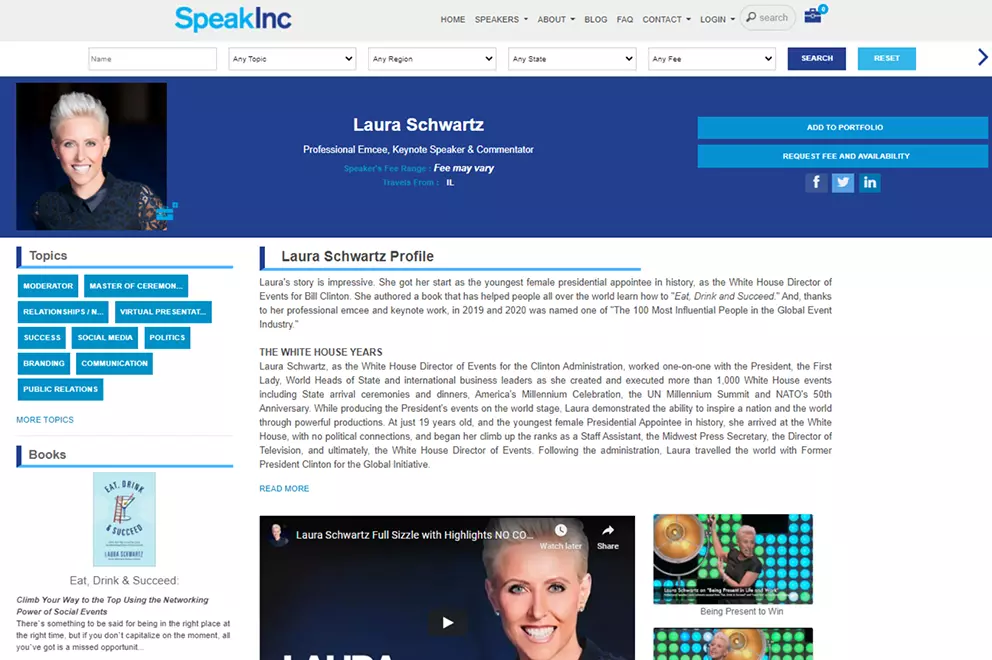 SpeakInc
HOME SPEAKERS ABOUT BLOG FAQ CONTACT LOGIN search 0
Name Any Topic Any Region Any State Any Fee SEARCH RESET
Laura Schwartz
Professional Emcee, Keynote Speaker & Commentator
Speaker's Fee Range : Fee may vary
Travels From : IL
ADD TO PORTFOLIO
REQUEST FEE AND AVAILABILITY
f in
Topics
MODERATOR MASTER OF CEREMON...
RELATIONSHIPS / N... VIRTUAL PRESENTAT...
SUCCESS SOCIAL MEDIA POLITICS
BRANDING COMMUNICATION
PUBLIC RELATIONS
MORE TOPICS
Books
EAT, DRINK
& SUCCEED
LAURA SCHWARTZ
Eat, Drink & Succeed:
Climb Your Way to the Top Using the Networking
Power of Social Events
There`s something to be said for being in the right place at
the right time, but if you don`t capitalize on the moment, all
you`ve got is a missed opportunit...
Laura Schwartz Profile
Laura's story is impressive. She got her start as the youngest female presidential appointee in history, as the White House Director of
Events for Bill Clinton. She authored a book that has helped people all over the world learn how to "Eat, Drink and Succeed." And, thanks
to her professional emcee and keynote work, in 2019 and 2020 was named one of "The 100 Most Influential People in the Global Event
Industry."
THE WHITE HOUSE YEARS
Laura Schwartz, as the White House Director of Events for the Clinton Administration, worked one-on-one with the President, the First
Lady, World Heads of State and international business leaders as she created and executed more than 1,000 White House events
including State arrival ceremonies and dinners, America's Millennium Celebration, the UN Millennium Summit and NATO's 50th
Anniversary. While producing the President's events on the world stage, Laura demonstrated the ability to inspire a nation and the world
through powerful productions. At just 19 years old, and the youngest female Presidential Appointee in history, she arrived at the White
House, with no political connections, and began her climb up the ranks as a Staff Assistant, the Midwest Press Secretary, the Director of
Television, and ultimately, the White House Director of Events. Following the administration, Laura travelled the world with Former
President Clinton for the Global Initiative.
READ MORE
Laura Schwartz Full Sizzle with Highlights NO CO...
Watch later Share
LAURA
Laura Schwartz on "Being Present in Life and Work"
Being Present to Win